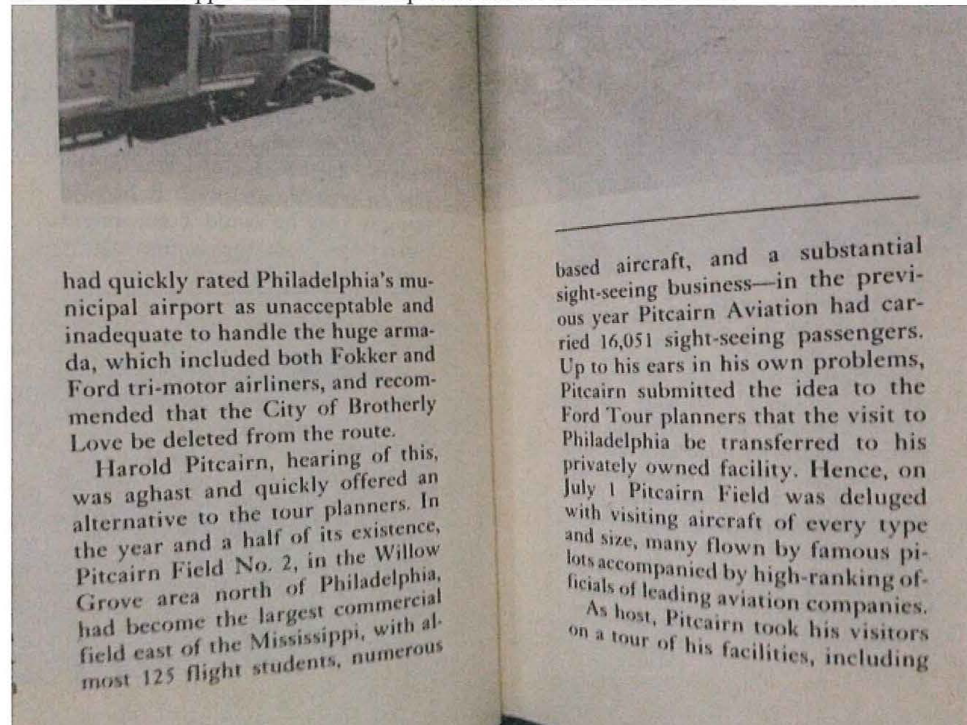 had quickly rated Philadelphia's mu-
nicipal airport as unacceptable and
inadequate to handle the huge arma-
da, which included both Fokker and
Ford tri-motor airliners, and recom-
mended that the City of Brotherly
Love be deleted from the route.
Harold Pitcairn, hearing of this,
was aghast and quickly offered an
alternative to the tour planners. In
the year and a half of its existence,
Pitcairn Field No. 2, in the Willow
Grove area north of Philadelphia,
had become the largest commercial
field east of the Mississippi, with al-
most 125 flight students, numerous
based aircraft, and a substantial
sight-seeing business—in the previ-
ous year Pitcairn Aviation had car-
ried 16,051 sight-seeing passengers.
Up to his ears in his own problems,
Pitcairn submitted the idea to the
Ford Tour planners that the visit to
Philadelphia be transferred to his
privately owned facility. Hence, on
July 1 Pitcairn Field was deluged
with visiting aircraft of every type
and size, many flown by famous pi-
lots accompanied by high-ranking of-
ficials of leading aviation companies.
As host, Pitcairn took his visitors
on a tour of his facilities, including